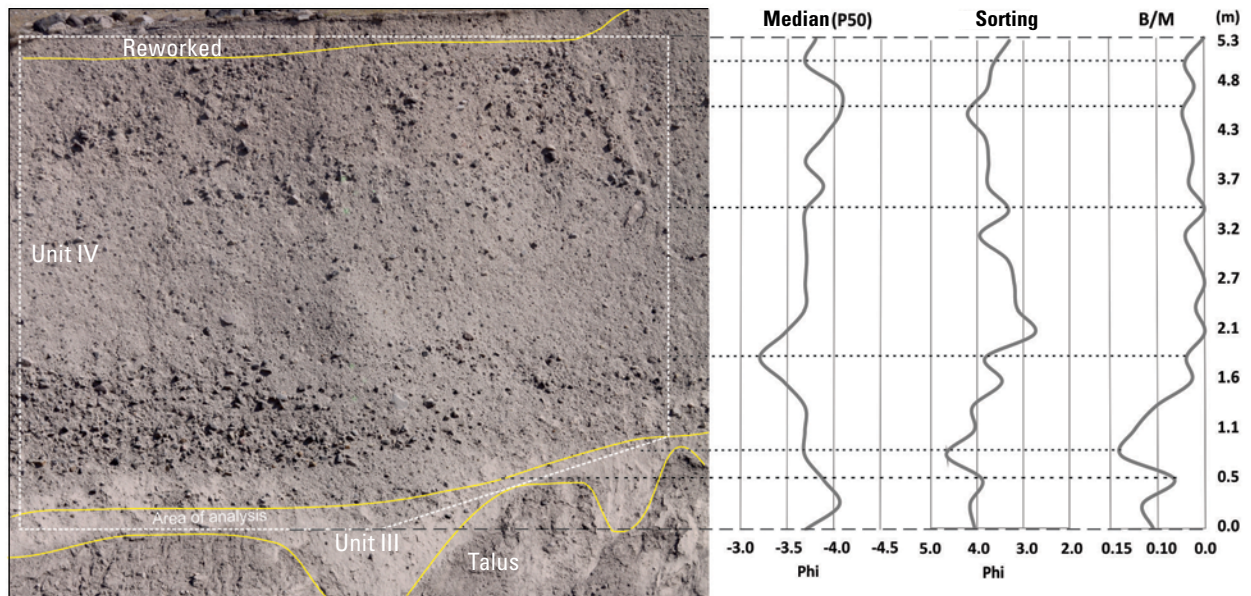 Reworked
Unit IV
Area of analysis
Unit III
Talus
Median (P50) Sorting B/M (m)
5.3
4.8
4.3
3.7
3.2
2.7
2.1
1.6
1.1
0.5
0.0
-3.0 -3.5 -4.0 -4.5 5.0 4.0 3.0 2.0 0.15 0.10 0.0
Phi Phi